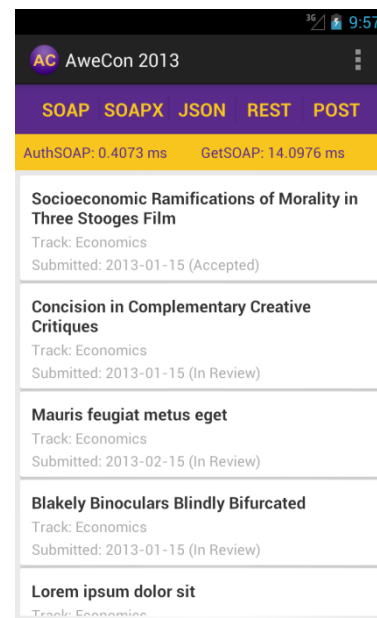 3G 9:57
AC AweCon 2013
SOAP SOAPX JSON REST POST
AuthSOAP: 0.4073 ms GetSOAP: 14.0976 ms
Socioeconomic Ramifications of Morality in
Three Stooges Film
Track: Economics
Submitted: 2013-01-15 (Accepted)
Concision in Complementary Creative
Critiques
Track: Economics
Submitted: 2013-01-15 (In Review)
Mauris feugiat metus eget
Track: Economics
Submitted: 2013-02-15 (In Review)
Blakely Binoculars Blindly Bifurcated
Track: Economics
Submitted: 2013-01-15 (In Review)
Lorem ipsum dolor sit
Track: Economics